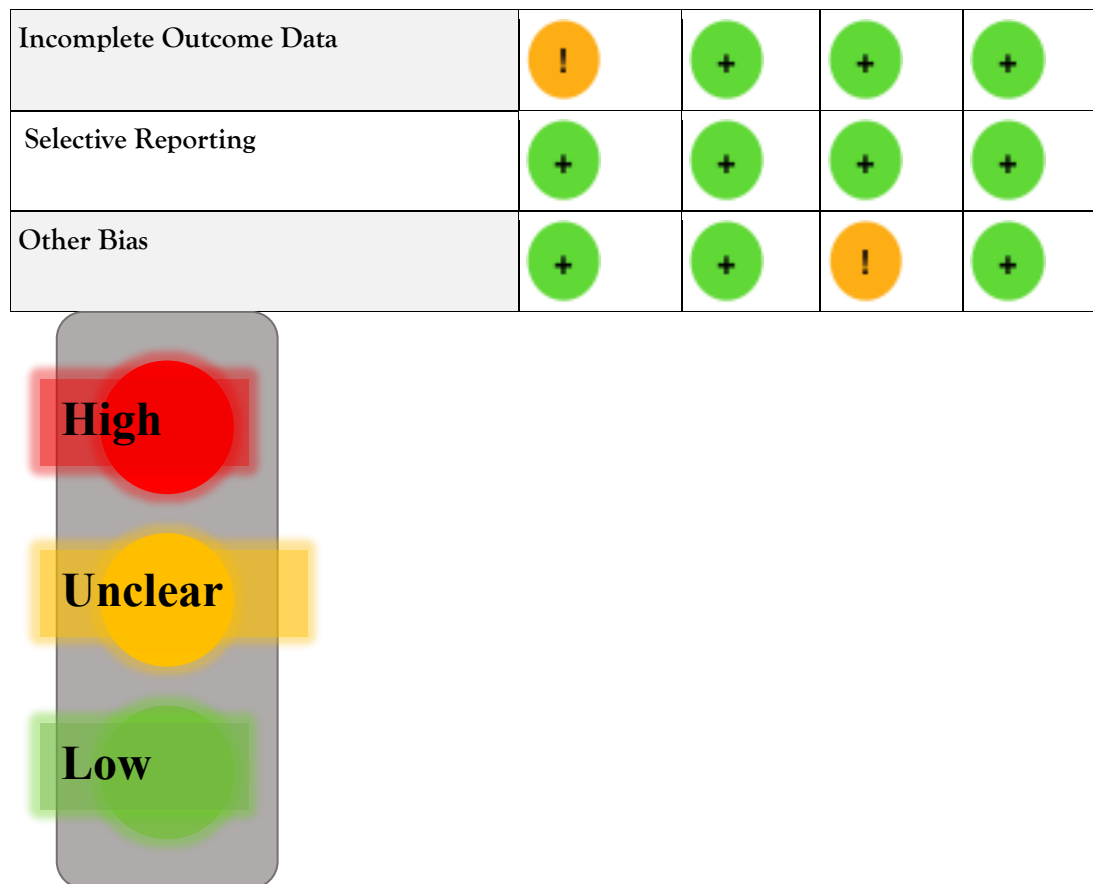 Incomplete Outcome Data ! + + +
Selective Reporting + + + +
Other Bias + + ! +
High
Unclear
Low